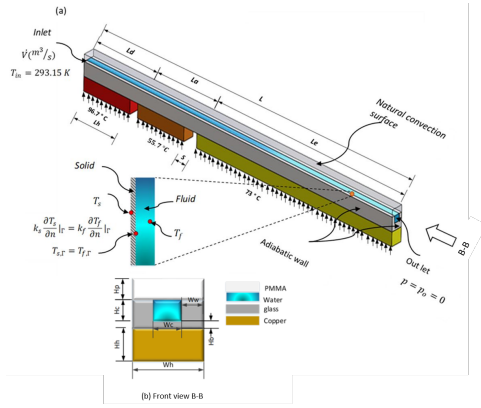 (a)
Inlet
V̇(m³/s)
T_in = 293.15 K
Ld
La
L
Le
Natural convection
surface
96.7 °C
Lh
55.7 °C
S
73 °C
Solid
Fluid
T_s
T_f
k_s ∂T_s/∂n |_Γ = k_f ∂T_f/∂n |_Γ
T_s,Γ = T_f,Γ
Adiabatic wall
B-B
Out let
p = p_o = 0
Hp
Hc
Hh
Ww
Wc
Hb
Wh
PMMA
Water
glass
Copper
(b) Front view B-B